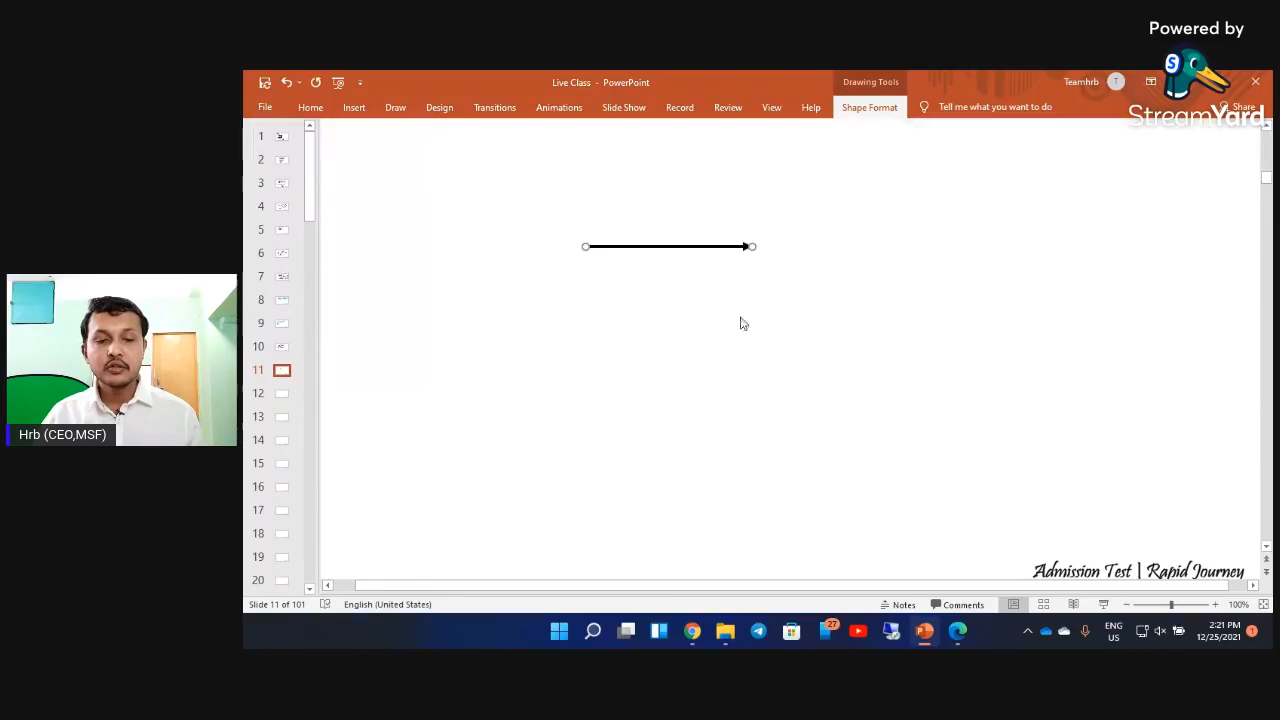 Powered by
StreamYard
Live Class - PowerPoint
Drawing Tools
Teamhrb
T
File
Home
Insert
Draw
Design
Transitions
Animations
Slide Show
Record
Review
View
Help
Shape Format
Tell me what you want to do
Share
1
2
3
4
5
6
7
8
9
10
11
12
13
14
15
16
17
18
19
20
Hrb (CEO,MSF)
Admission Test | Rapid Journey
Slide 11 of 101
English (United States)
Notes
Comments
100%
27
ENG
US
2:21 PM
12/25/2021
1